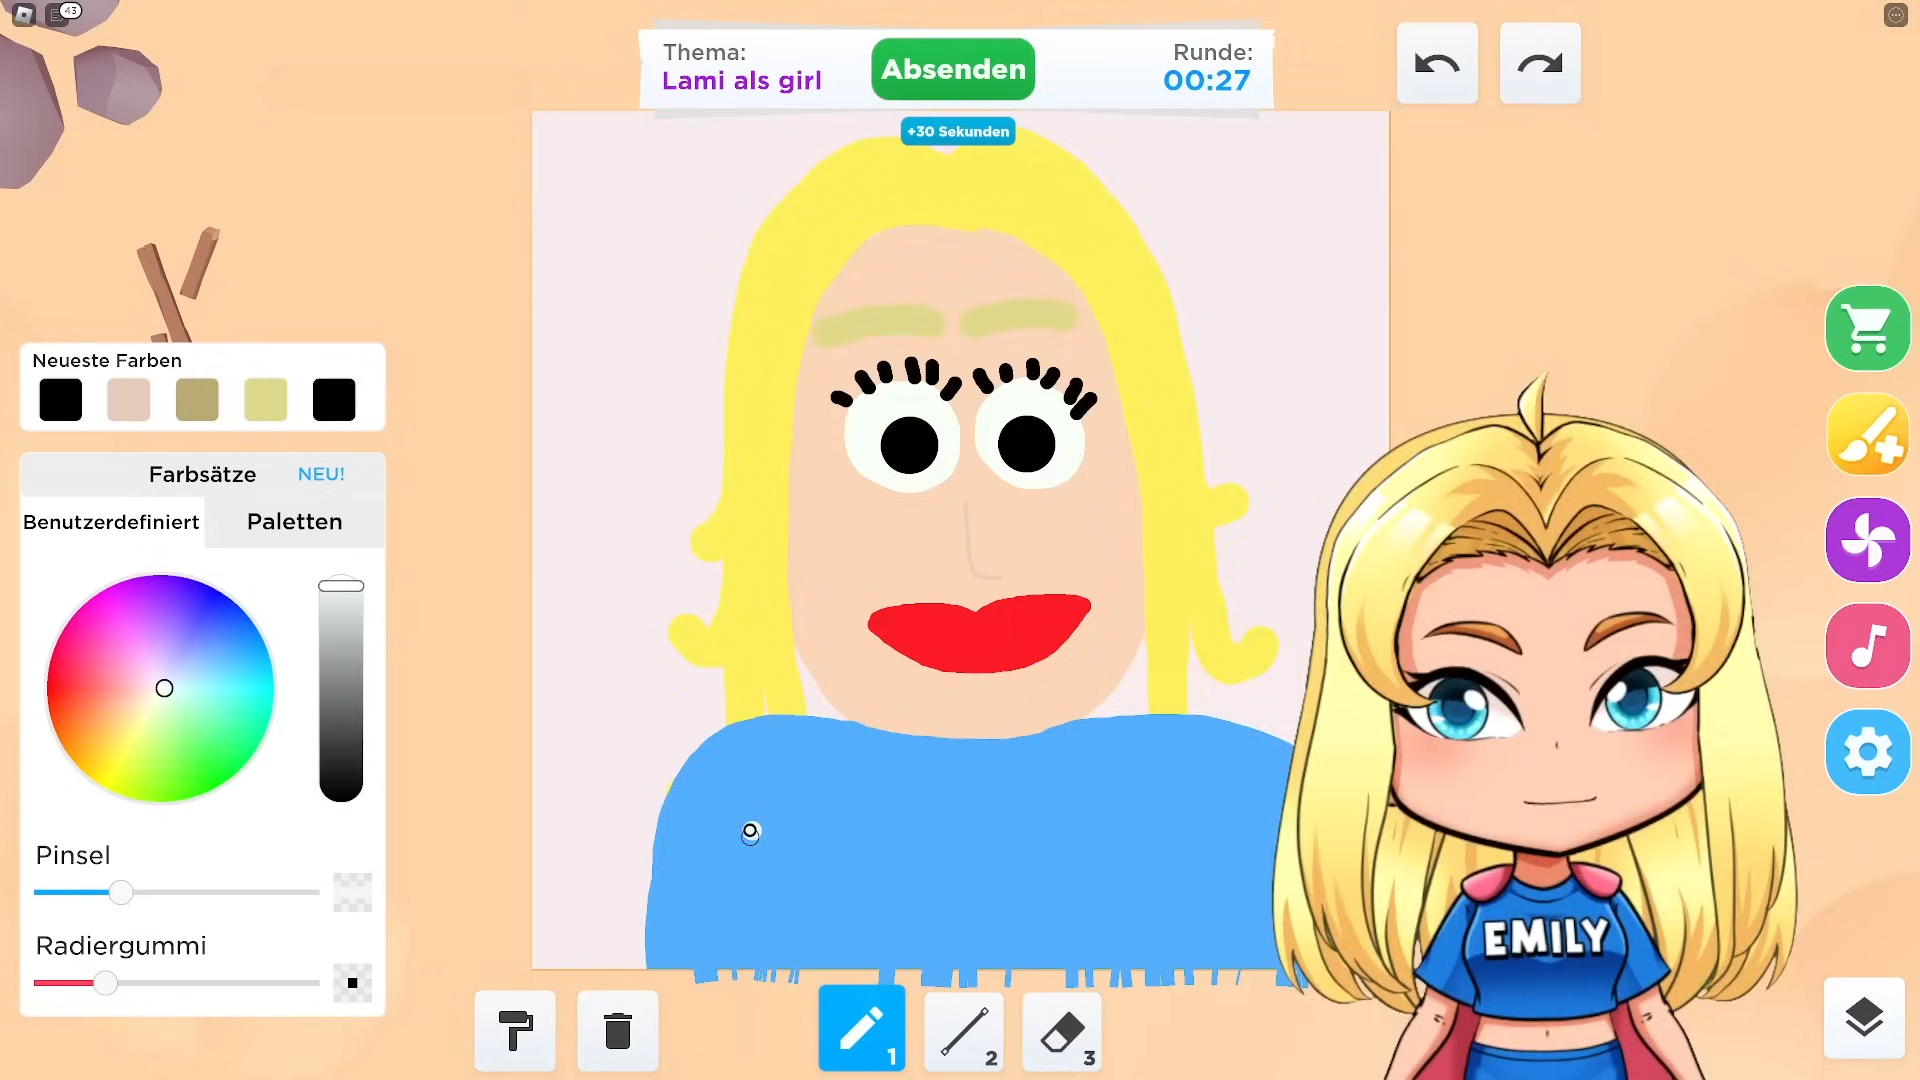 43
Thema:
Lami als girl
Absenden
Runde:
00:27
+30 Sekunden
Neueste Farben
Farbsätze NEU!
Benutzerdefiniert Paletten
Pinsel
Radiergummi
1
2
3
EMILY